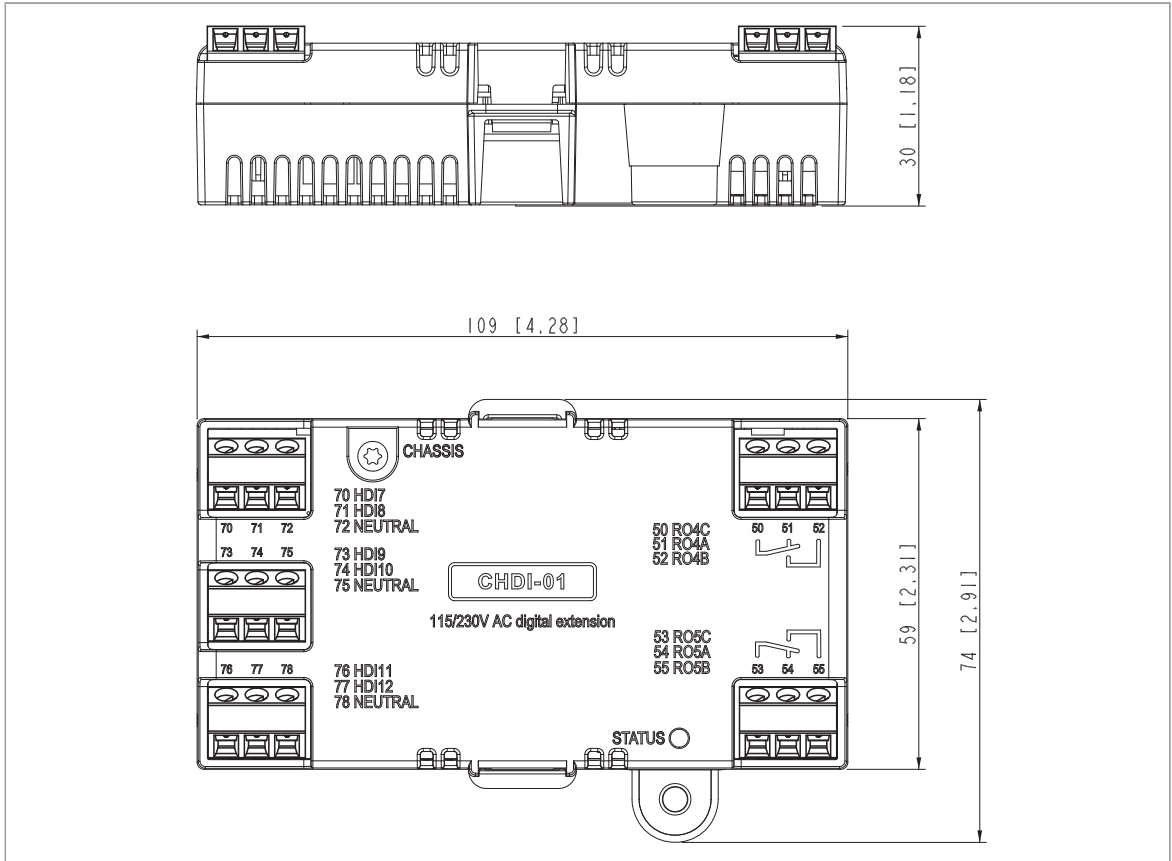 30 [1.18]
109 [4.28]
CHASSIS
70 HDI7
71 HDI8
72 NEUTRAL
70 71 72
73 74 75
73 HDI9
74 HDI10
75 NEUTRAL
50 RO4C
51 RO4A
52 RO4B
50 51 52
CHDI-01
115/230V AC digital extension
59 [2.31]
74 [2.91]
53 RO5C
54 RO5A
55 RO5B
53 54 55
76 77 78
76 HDI11
77 HDI12
78 NEUTRAL
STATUS